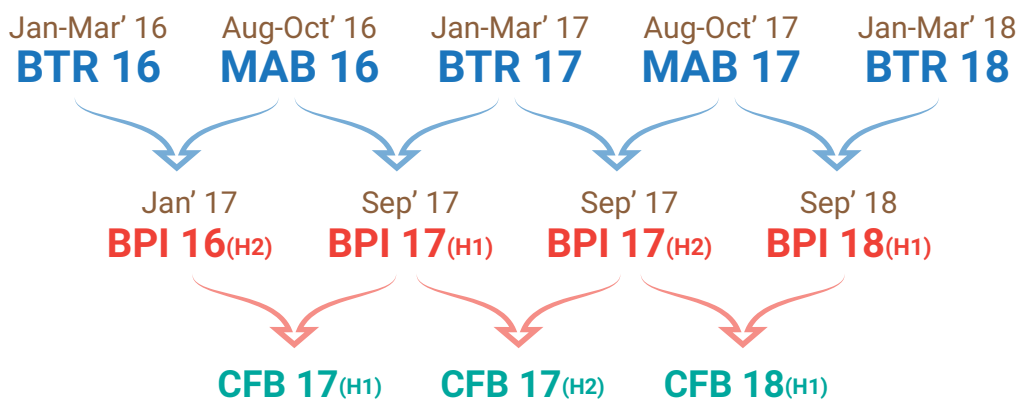 Jan-Mar’ 16 Aug-Oct’ 16 Jan-Mar’ 17 Aug-Oct’ 17 Jan-Mar’ 18
BTR 16 MAB 16 BTR 17 MAB 17 BTR 18
Jan’ 17 Sep’ 17 Sep’ 17 Sep’ 18
BPI 16(H2) BPI 17(H1) BPI 17(H2) BPI 18(H1)
CFB 17(H1) CFB 17(H2) CFB 18(H1)